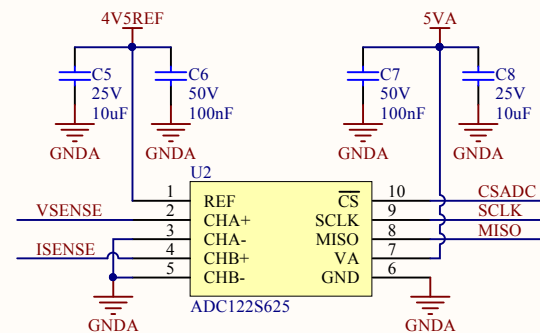 4V5REF 5VA
C5 C6 C7 C8
25V 50V 50V 25V
10uF 100nF 100nF 10uF
GNDA GNDA GNDA GNDA
U2
1 REF CS 10 CSADC
VSENSE 2 CHA+ SCLK 9 SCLK
3 CHA- MISO 8 MISO
ISENSE 4 CHB+ VA 7
5 CHB- GND 6
ADC122S625
GNDA GNDA